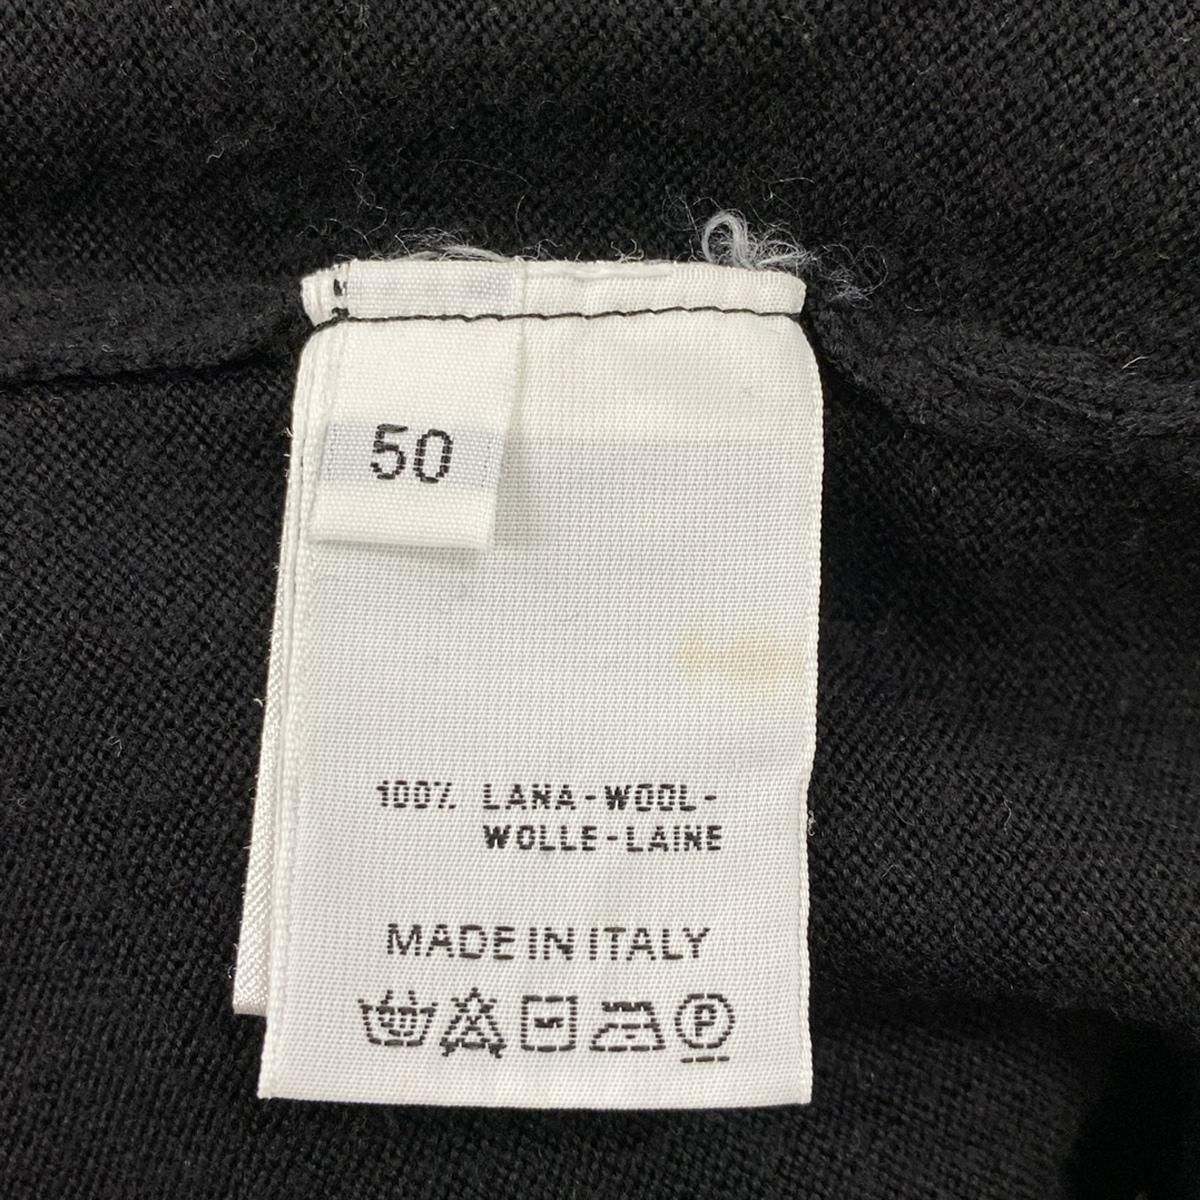 50
100% LANA-WOOL-
WOLLE-LAINE
MADE IN ITALY
P